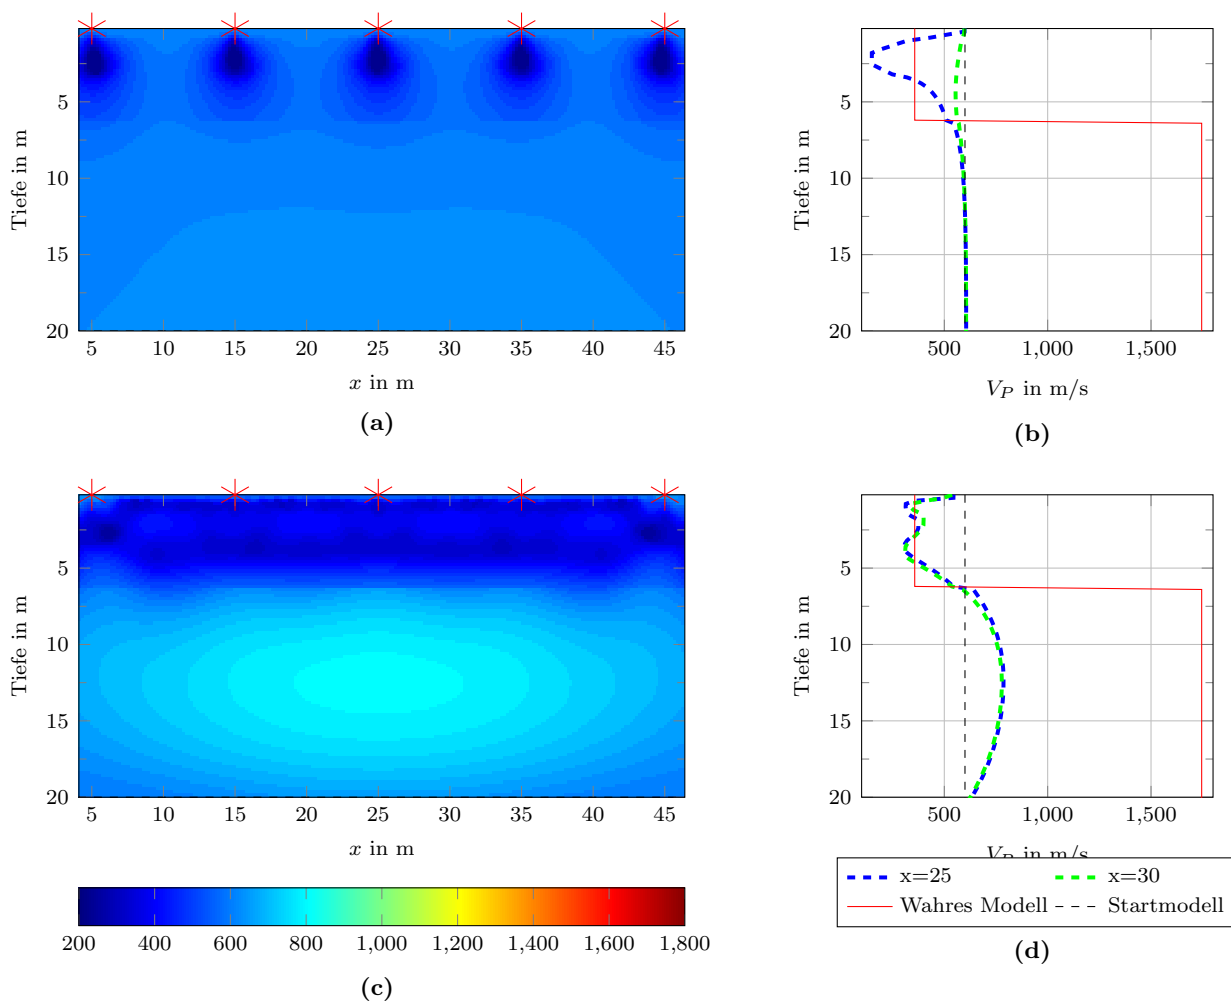 Tiefe in m
5
10
15
20
5 10 15 20 25 30 35 40 45
x in m
(a)
Tiefe in m
5
10
15
20
500 1,000 1,500
V_P in m/s
(b)
Tiefe in m
5
10
15
20
5 10 15 20 25 30 35 40 45
x in m
200 400 600 800 1,000 1,200 1,400 1,600 1,800
(c)
Tiefe in m
5
10
15
20
500 1,000 1,500
V_P in m/s
x=25 x=30
Wahres Modell Startmodell
(d)